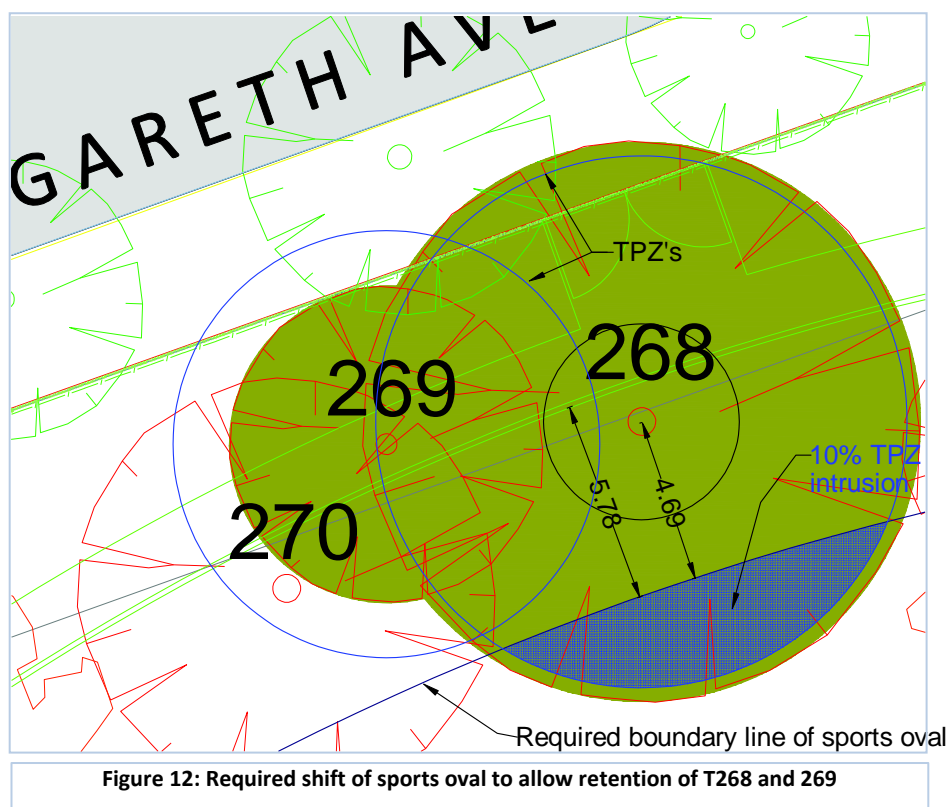 GARETH AVE
TPZ's
268
269
10% TPZ
intrusion
5.78
4.69
270
Required boundary line of sports oval
Figure 12: Required shift of sports oval to allow retention of T268 and 269